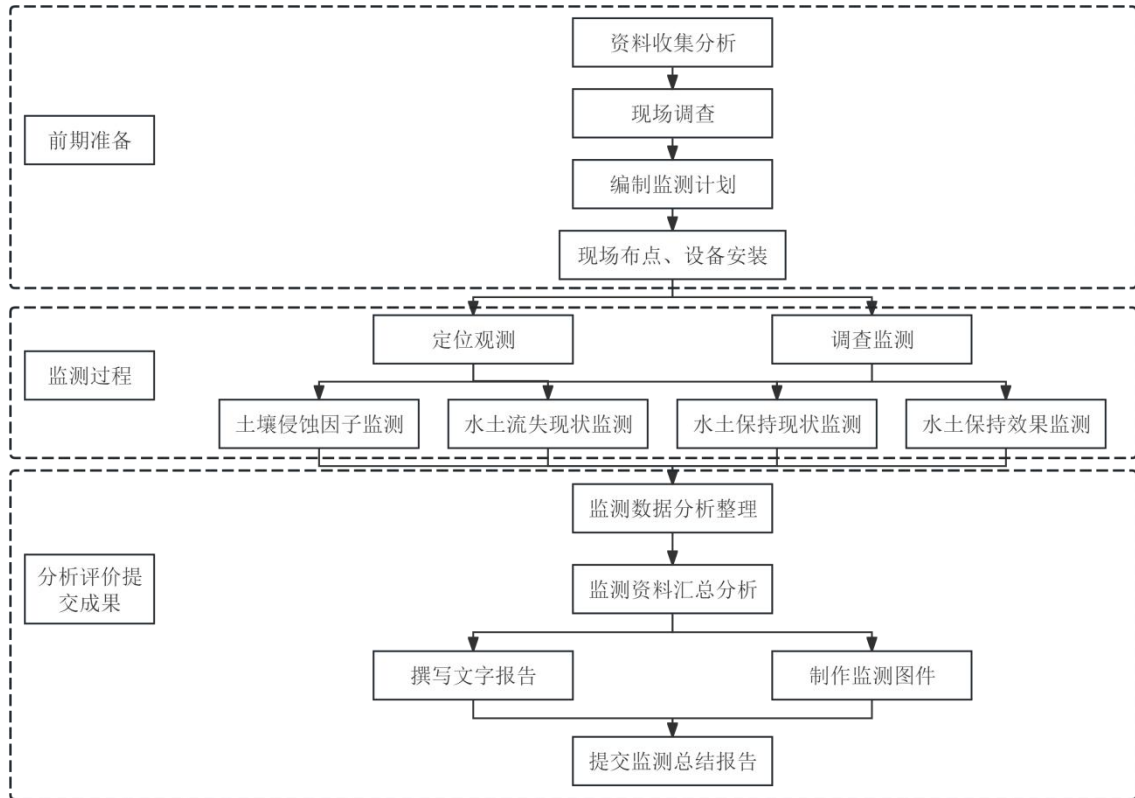 资料收集分析
现场调查
前期准备
编制监测计划
现场布点、设备安装
定位观测
调查监测
监测过程
土壤侵蚀因子监测
水土流失现状监测
水土保持现状监测
水土保持效果监测
监测数据分析整理
分析评价提
交成果
监测资料汇总分析
撰写文字报告
制作监测图件
提交监测总结报告